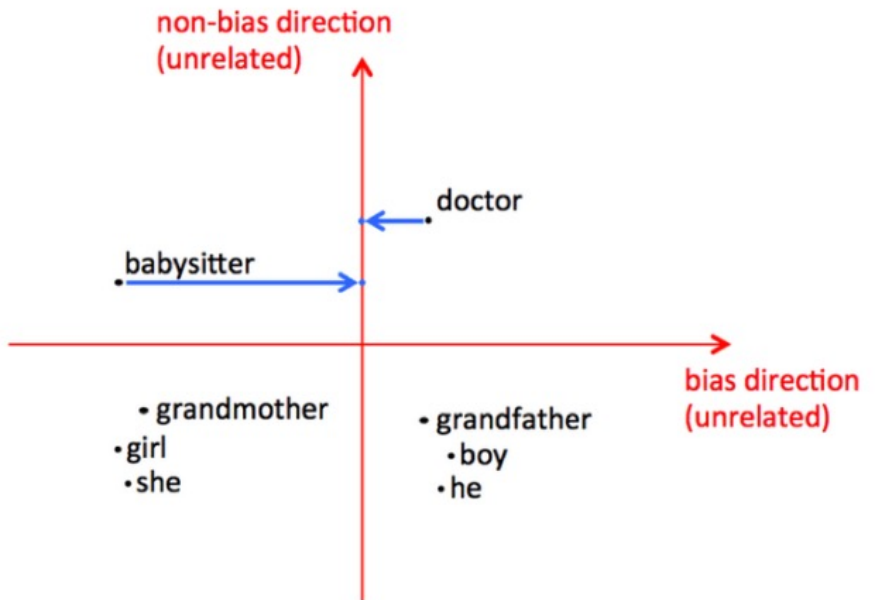 non-bias direction
(unrelated)
doctor
babysitter
bias direction
(unrelated)
grandmother
grandfather
girl
boy
she
he